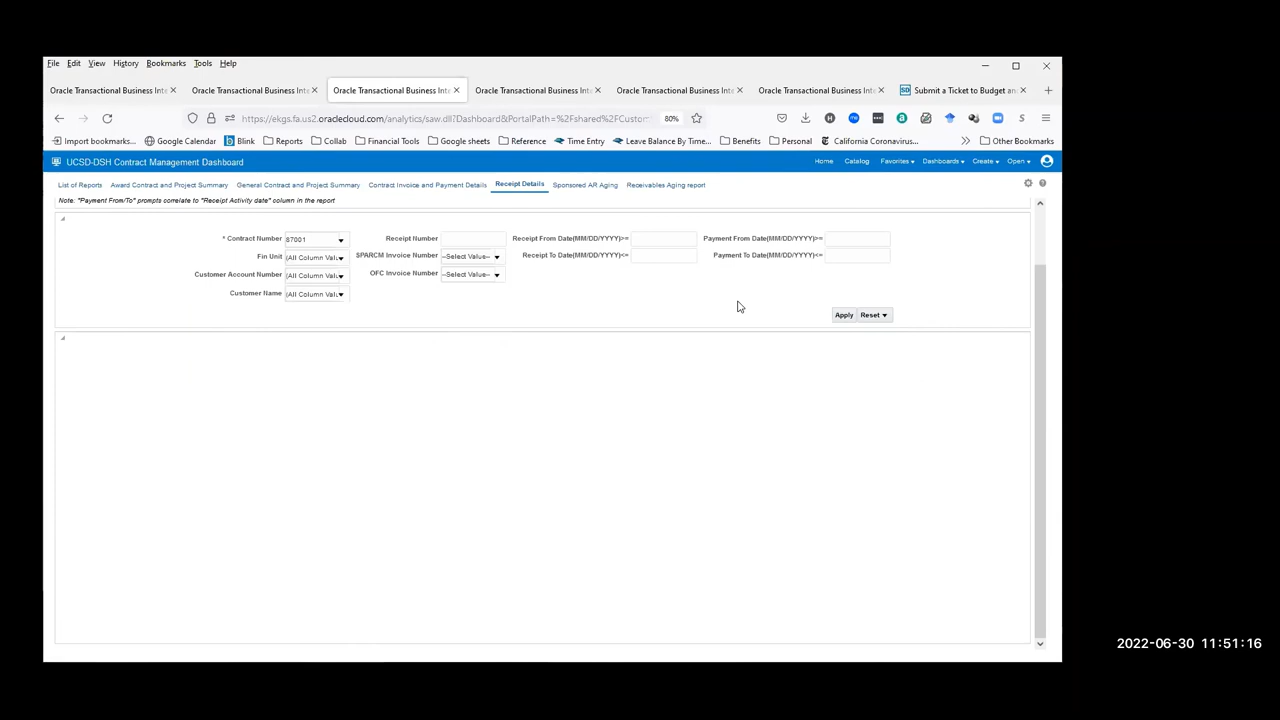 File Edit View History Bookmarks Tools Help
Oracle Transactional Business Inte × Oracle Transactional Business Inte × Oracle Transactional Business Inte × Oracle Transactional Business Inte × Oracle Transactional Business Inte × Oracle Transactional Business Inte × SD Submit a Ticket to Budget and × +
https://ekgs.fa.us2.oraclecloud.com/analytics/saw.dll?Dashboard&PortalPath=%2Fshared%2FCustom 80%
Import bookmarks... Google Calendar Blink Reports Collab Financial Tools Google sheets Reference Time Entry Leave Balance By Time... Benefits Personal California Coronavirus... Other Bookmarks
UCSD-DSH Contract Management Dashboard Home Catalog Favorites Dashboards Create Open
List of Reports Award Contract and Project Summary General Contract and Project Summary Contract Invoice and Payment Details Receipt Details Sponsored AR Aging Receivables Aging report
Note: "Payment From/To" prompts correlate to "Receipt Activity date" column in the report
* Contract Number 87001 Receipt Number Receipt From Date(MM/DD/YYYY)>= Payment From Date(MM/DD/YYYY)>=
Fin Unit (All Column Valu SPARCM Invoice Number --Select Value-- Receipt To Date(MM/DD/YYYY)<= Payment To Date(MM/DD/YYYY)<=
Customer Account Number (All Column Valu OFC Invoice Number --Select Value--
Customer Name (All Column Valu
Apply Reset
2022-06-30 11:51:16